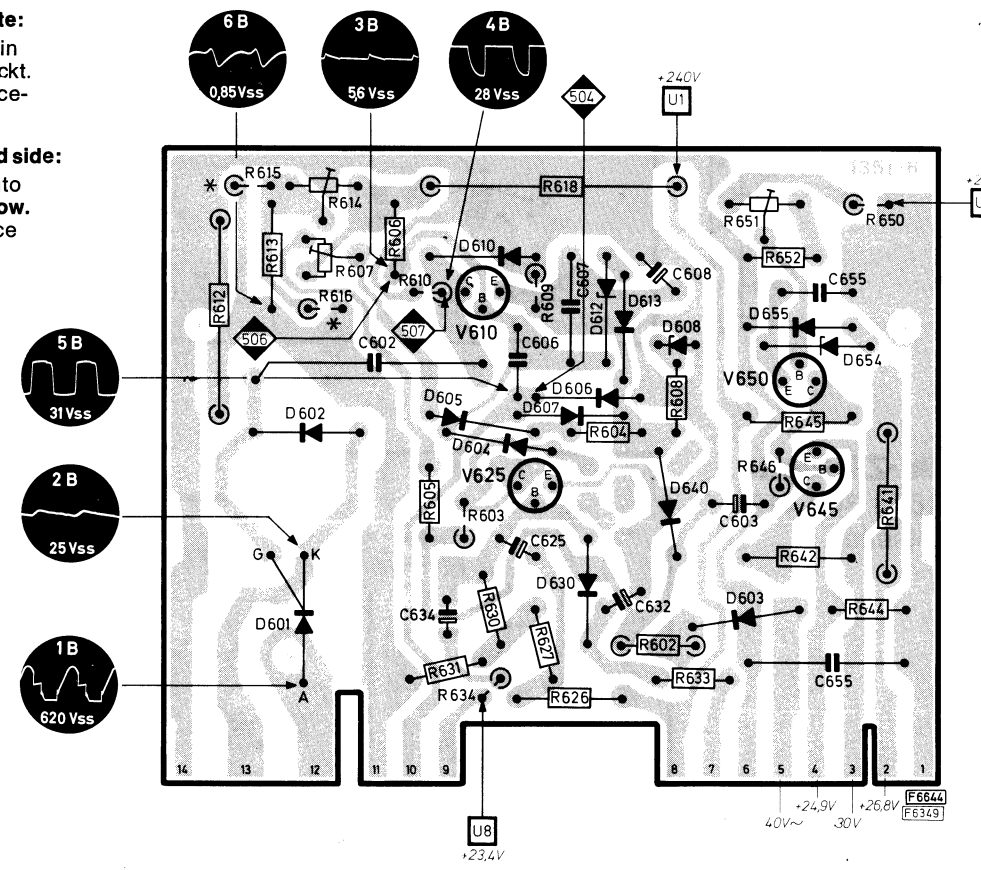 te:
in
ckt.
ce-
d side:
to
ow.
ce
6 B
0,85 Vss
3 B
5,6 Vss
4 B
28 Vss
504
+240V
U1
5 B
31 Vss
2 B
25 Vss
1 B
620 Vss
* R615
R614
R618
R651
R650
R613
R606
D610
R607
R652
R610
C607
C608
C655
R612
R616
*
R609
D612
D613
D655
506
507
V610
C602
C606
D608
D654
V650
D606
R608
D605
D607
D602
D604
R604
R645
V625
R646
R605
D640
V645
R641
R603
C603
C625
R642
G
K
D630
C634
R630
C632
D603
R644
D601
R627
R602
R631
C655
A
R634
R626
R633
C
E
B
C
E
B
B
E
C
E
B
C
14
13
12
11
10
9
8
7
6
5
4
3
2
1
40V~
+24,9V
30V
+26,8V
F6644
F6349
U8
+23,4V
+2
U